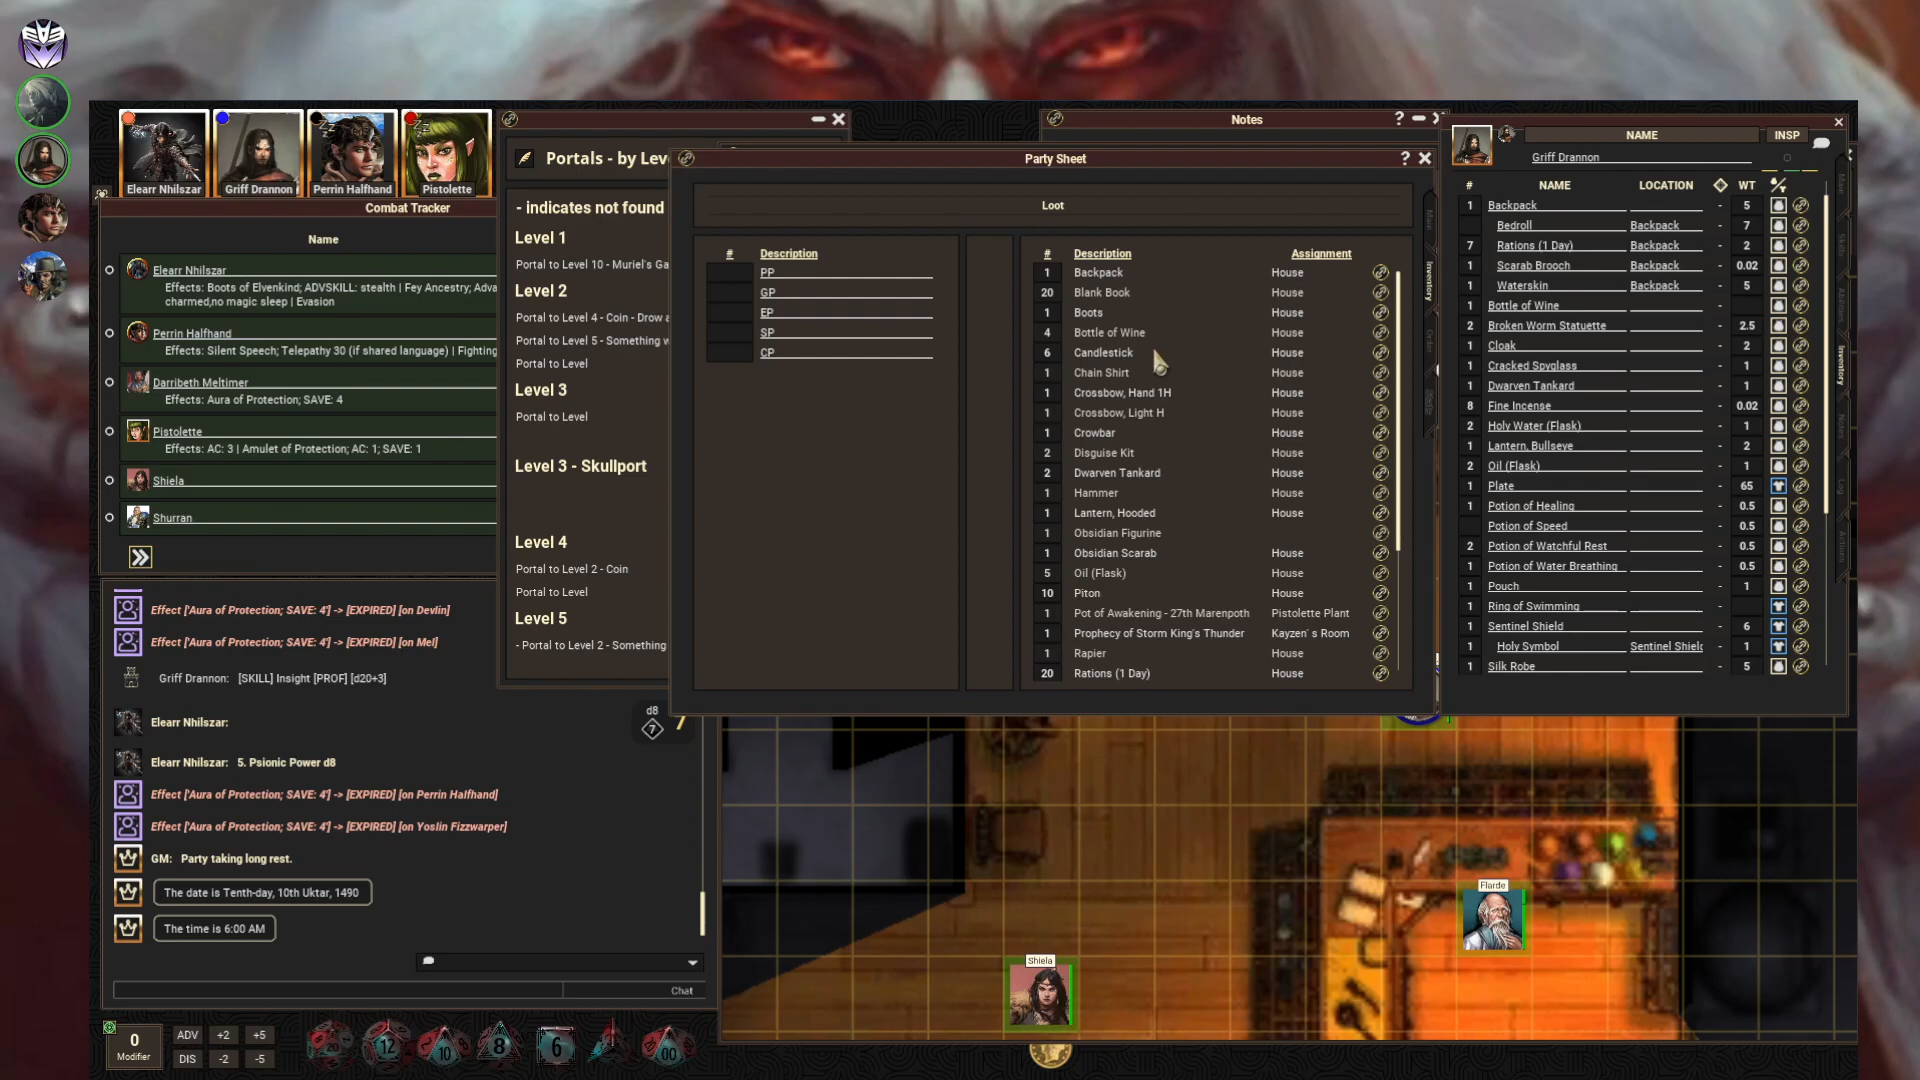 Elearr Nhilszar
Griff Drannon
Perrin Halfhand
Pistolette
Combat Tracker
Name
Elearr Nhilszar
Effects: Boots of Elvenkind; ADVSKILL: stealth | Fey Ancestry; Adva
charmed,no magic sleep | Evasion
Perrin Halfhand
Effects: Silent Speech; Telepathy 30 (if shared language) | Fighting
Darribeth Meltimer
Effects: Aura of Protection; SAVE: 4
Pistolette
Effects: AC: 3 | Amulet of Protection; AC: 1; SAVE: 1
Shiela
Shurran
Effect ['Aura of Protection; SAVE: 4'] -> [EXPIRED] [on Devlin]
Effect ['Aura of Protection; SAVE: 4'] -> [EXPIRED] [on Mel]
Griff Drannon: [SKILL] Insight [PROF] [d20+3]
Elearr Nhilszar:
d8
7
7
Elearr Nhilszar: 5. Psionic Power d8
Effect ['Aura of Protection; SAVE: 4'] -> [EXPIRED] [on Perrin Halfhand]
Effect ['Aura of Protection; SAVE: 4'] -> [EXPIRED] [on Yoslin Fizzwarper]
GM: Party taking long rest.
The date is Tenth-day, 10th Uktar, 1490
The time is 6:00 AM
Chat
0
Modifier
ADV +2 +5
DIS -2 -5
20 12 10 8 6 00
Portals - by Leve
- indicates not found
Level 1
Portal to Level 10 - Muriel's Ga
Level 2
Portal to Level 4 - Coin - Drow a
Portal to Level 5 - Something w
Portal to Level
Level 3
Portal to Level
Level 3 - Skullport
Level 4
Portal to Level 2 - Coin
Portal to Level
Level 5
- Portal to Level 2 - Something
Notes
?
Party Sheet
?
Loot
# Description
PP
GP
EP
SP
CP
# Description Assignment
1 Backpack House
20 Blank Book House
1 Boots House
4 Bottle of Wine House
6 Candlestick House
1 Chain Shirt House
1 Crossbow, Hand 1H House
1 Crossbow, Light H House
1 Crowbar House
2 Disguise Kit House
2 Dwarven Tankard House
1 Hammer House
1 Lantern, Hooded House
1 Obsidian Figurine
1 Obsidian Scarab House
5 Oil (Flask) House
10 Piton House
1 Pot of Awakening - 27th Marenpoth Pistolette Plant
1 Prophecy of Storm King's Thunder Kayzen's Room
1 Rapier House
20 Rations (1 Day) House
Inventory
NAME INSP
Griff Drannon
# NAME LOCATION WT
1 Backpack - 5
Bedroll Backpack - 7
7 Rations (1 Day) Backpack - 2
1 Scarab Brooch Backpack - 0.02
1 Waterskin Backpack - 5
1 Bottle of Wine -
2 Broken Worm Statuette - 2.5
1 Cloak - 2
1 Cracked Spyglass - 1
1 Dwarven Tankard - 1
8 Fine Incense - 0.02
2 Holy Water (Flask) - 1
1 Lantern, Bullseye - 2
2 Oil (Flask) - 1
1 Plate - 65
1 Potion of Healing - 0.5
Potion of Speed - 0.5
2 Potion of Watchful Rest - 0.5
1 Potion of Water Breathing - 0.5
1 Pouch - 1
1 Ring of Swimming -
1 Sentinel Shield - 6
1 Holy Symbol Sentinel Shield - 1
1 Silk Robe - 5
Inventory
Flarde
Shiela